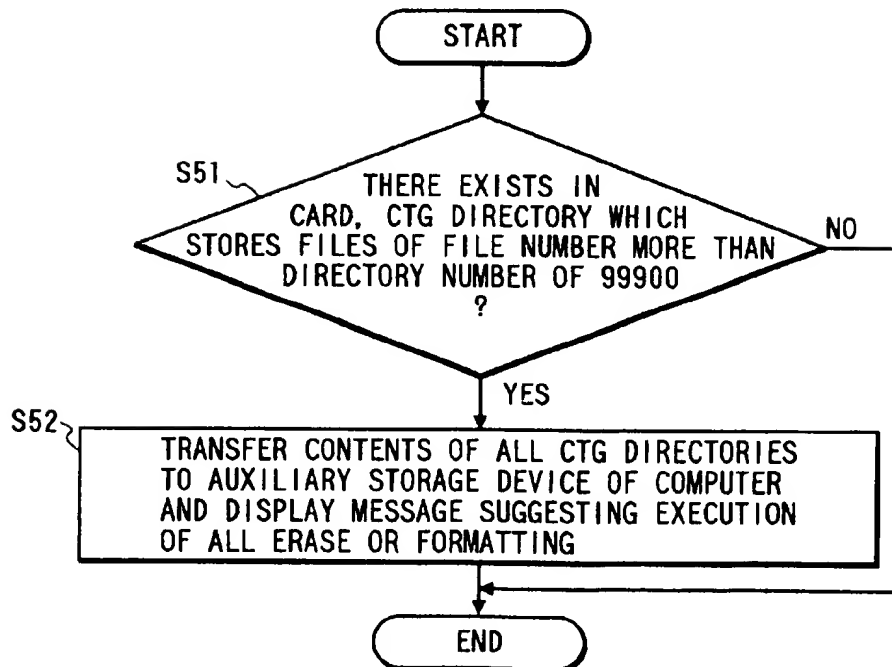 START
S51
THERE EXISTS IN
CARD, CTG DIRECTORY WHICH
STORES FILES OF FILE NUMBER MORE THAN
DIRECTORY NUMBER OF 99900
?
NO
YES
S52
TRANSFER CONTENTS OF ALL CTG DIRECTORIES
TO AUXILIARY STORAGE DEVICE OF COMPUTER
AND DISPLAY MESSAGE SUGGESTING EXECUTION
OF ALL ERASE OR FORMATTING
END